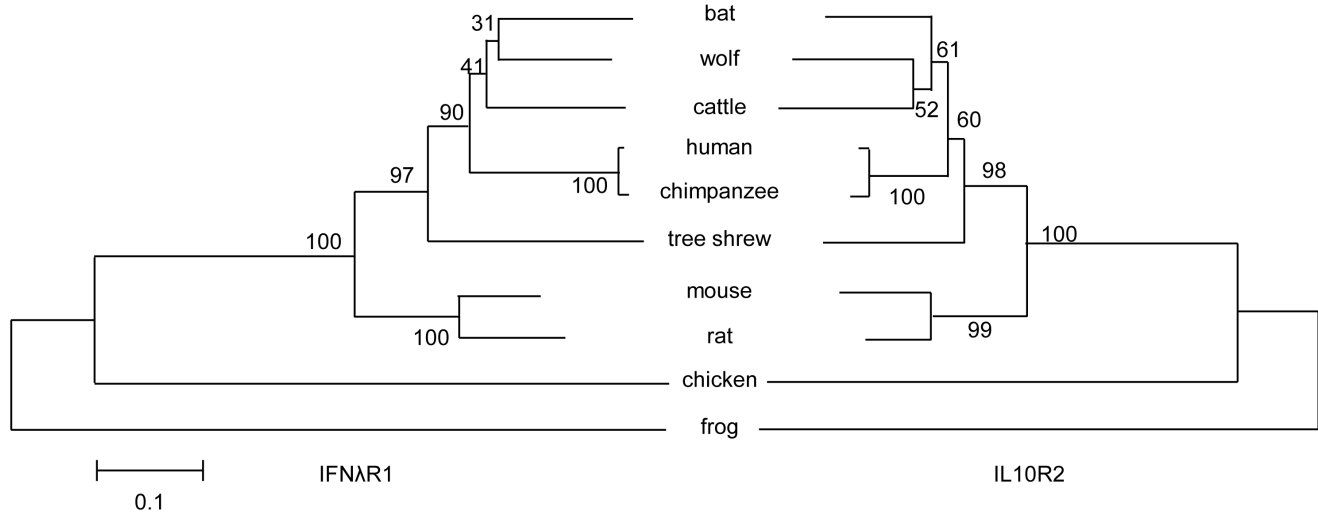 bat
31
wolf
61
41
cattle
52
90
60
human
97
98
100
chimpanzee
100
tree shrew
100
100
mouse
100
rat
99
chicken
frog
IFNλR1
IL10R2
0.1